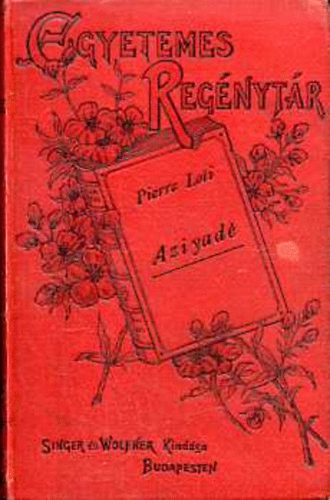 EGYETEMES
REGÉNYTÁR
Pierre Loti
Aziyadé
SINGER és WOLFNER Kiadása
BUDAPESTEN